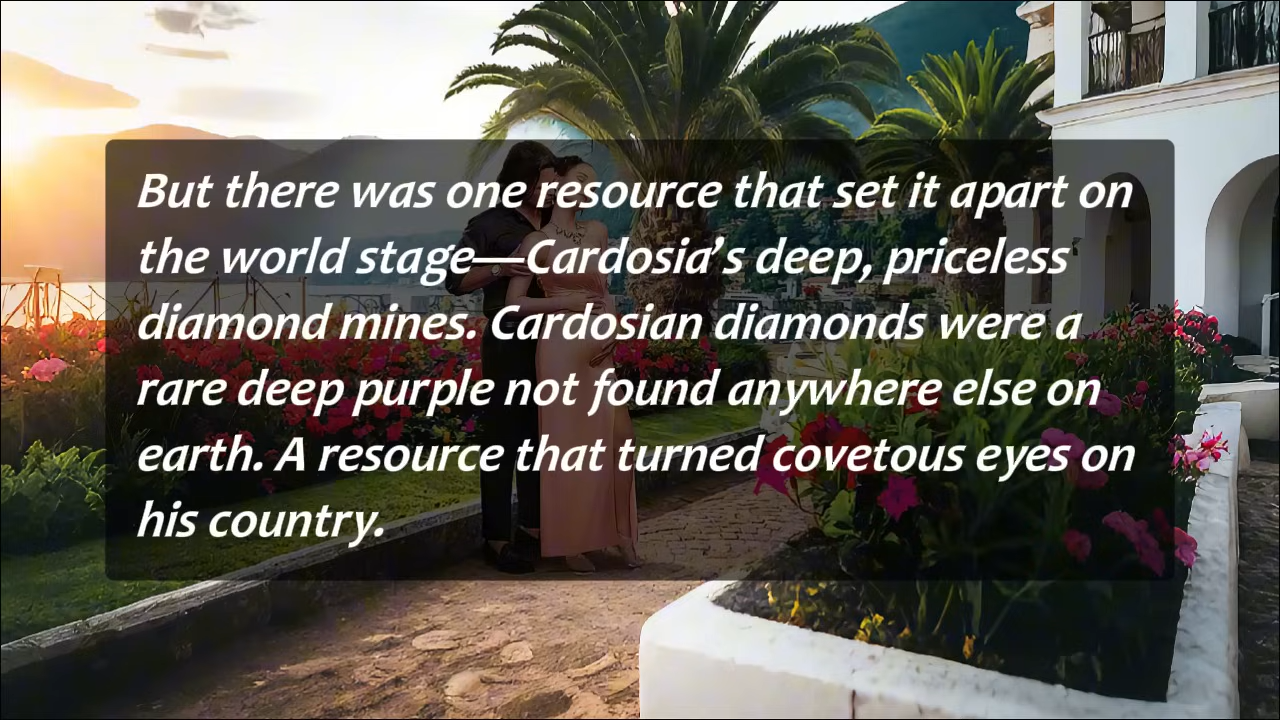 But there was one resource that set it apart on
the world stage—Cardosia’s deep, priceless
diamond mines. Cardosian diamonds were a
rare deep purple not found anywhere else on
earth. A resource that turned covetous eyes on
his country.